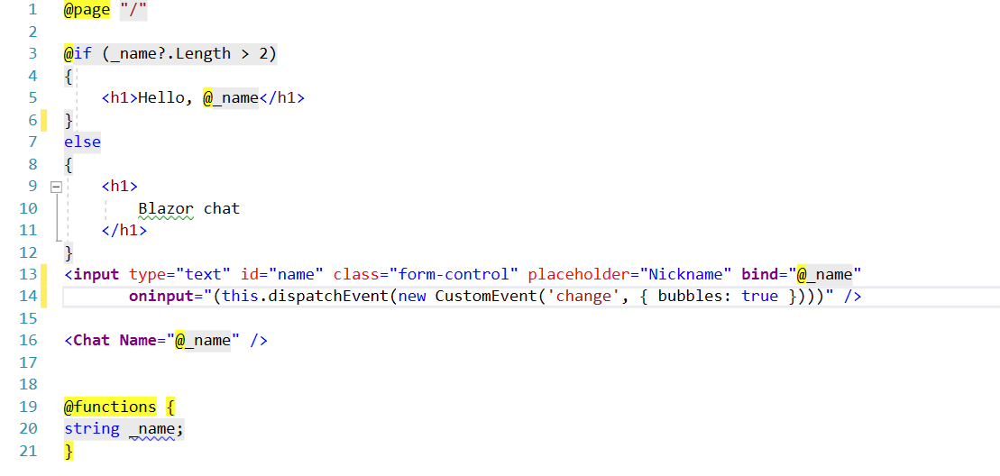 1 @page "/"
2
3 @if (_name?.Length > 2)
4 {
5     <h1>Hello, @_name</h1>
6 }
7 else
8 {
9     <h1>
10         Blazor chat
11     </h1>
12 }
13 <input type="text" id="name" class="form-control" placeholder="Nickname" bind="@_name"
14        oninput="(this.dispatchEvent(new CustomEvent('change', { bubbles: true })))" />
15
16 <Chat Name="@_name" />
17
18
19 @functions {
20 string _name;
21 }